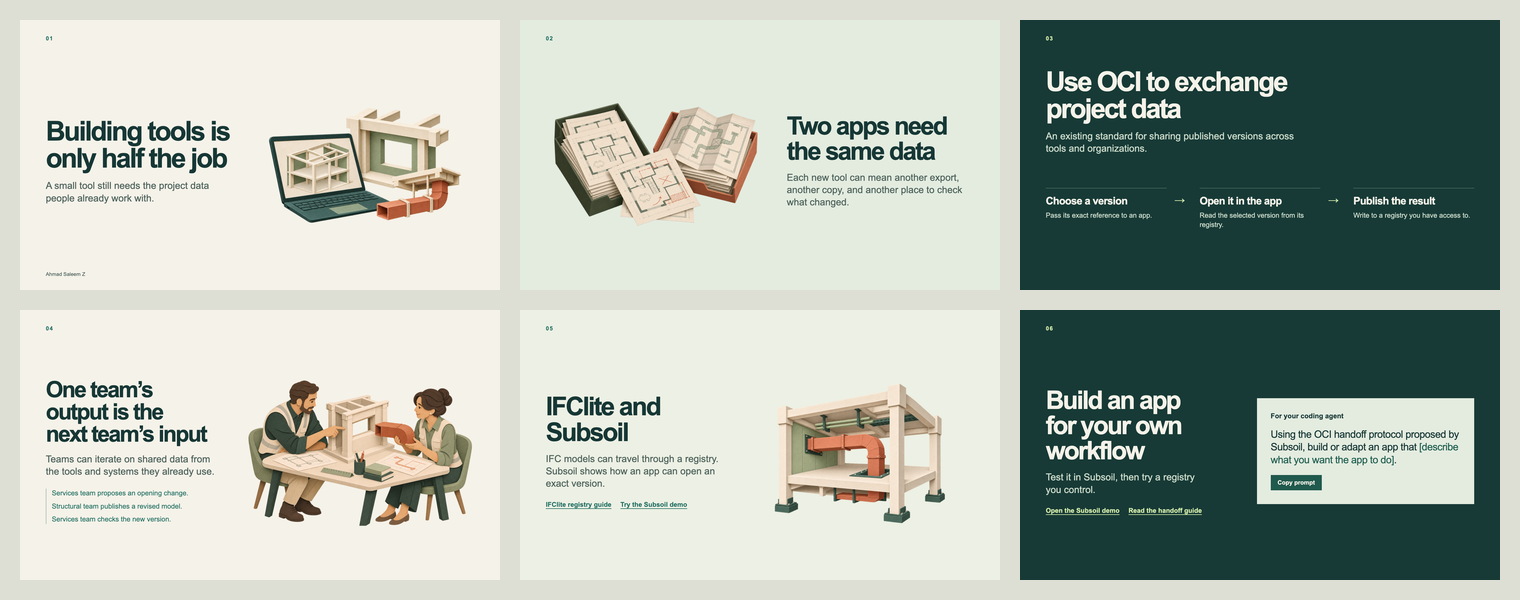 01
Building tools is
only half the job
A small tool still needs the project data
people already work with.
Ahmad Saleem Z
02
Two apps need
the same data
Each new tool can mean another export,
another copy, and another place to check
what changed.
03
Use OCI to exchange
project data
An existing standard for sharing published versions across
tools and organizations.
Choose a version
Pass its exact reference to an app.
→
Open it in the app
Read the selected version from its
registry.
→
Publish the result
Write to a registry you have access to.
04
One team’s
output is the
next team’s input
Teams can iterate on shared data from
the tools and systems they already use.
Services team proposes an opening change.
Structural team publishes a revised model.
Services team checks the new version.
05
IFClite and
Subsoil
IFC models can travel through a registry.
Subsoil shows how an app can open an
exact version.
IFClite registry guide
Try the Subsoil demo
06
Build an app
for your own
workflow
Test it in Subsoil, then try a registry
you control.
Open the Subsoil demo
Read the handoff guide
For your coding agent
Using the OCI handoff protocol proposed by
Subsoil, build or adapt an app that [describe
what you want the app to do].
Copy prompt